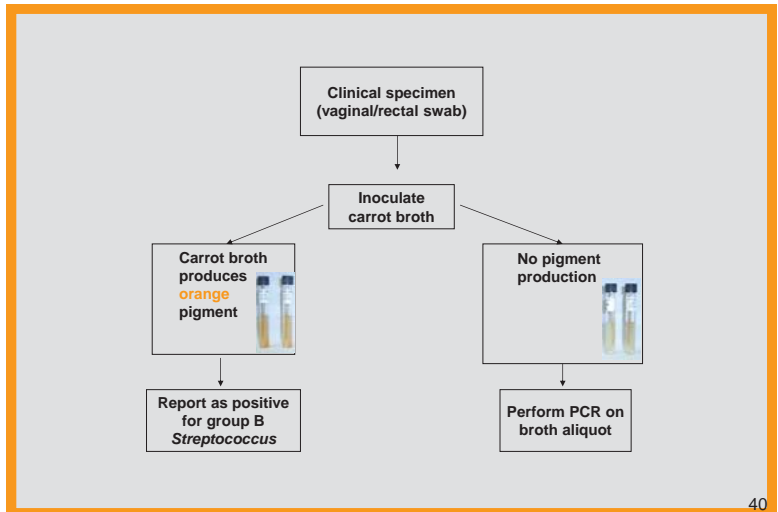 Clinical specimen
(vaginal/rectal swab)
Inoculate
carrot broth
Carrot broth
produces
orange
pigment
No pigment
production
Report as positive
for group B
Streptococcus
Perform PCR on
broth aliquot
40